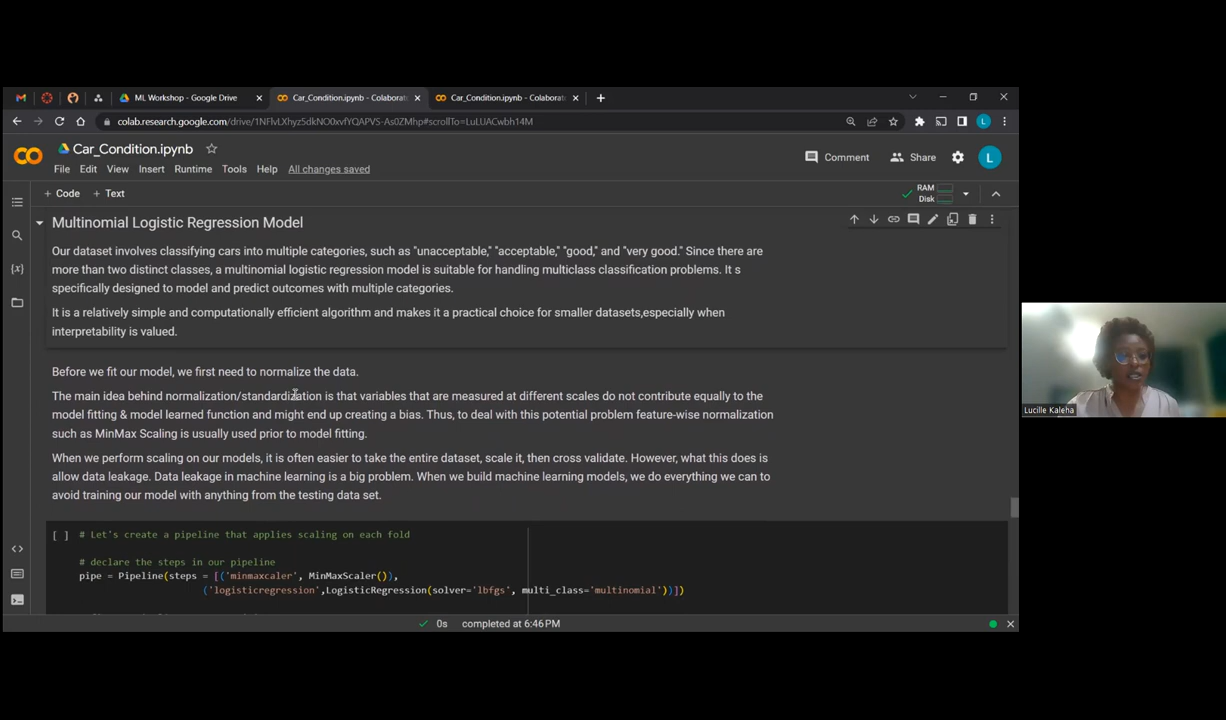 ML Workshop - Google Drive
Car_Condition.ipynb - Colaborat
Car_Condition.ipynb - Colaborat
Car_Condition.ipynb
L
File Edit View Insert Runtime Tools Help All changes saved
Comment Share L
+ Code + Text
RAM
Disk
Multinomial Logistic Regression Model
Our dataset involves classifying cars into multiple categories, such as "unacceptable," "acceptable," "good," and "very good." Since there are
more than two distinct classes, a multinomial logistic regression model is suitable for handling multiclass classification problems. It s
specifically designed to model and predict outcomes with multiple categories.
It is a relatively simple and computationally efficient algorithm and makes it a practical choice for smaller datasets,especially when
interpretability is valued.
Before we fit our model, we first need to normalize the data.
The main idea behind normalization/standardization is that variables that are measured at different scales do not contribute equally to the
model fitting & model learned function and might end up creating a bias. Thus, to deal with this potential problem feature-wise normalization
such as MinMax Scaling is usually used prior to model fitting.
When we perform scaling on our models, it is often easier to take the entire dataset, scale it, then cross validate. However, what this does is
allow data leakage. Data leakage in machine learning is a big problem. When we build machine learning models, we do everything we can to
avoid training our model with anything from the testing data set.
[ ] # Let's create a pipeline that applies scaling on each fold
# declare the steps in our pipeline
pipe = Pipeline(steps = [('minmaxcaler', MinMaxScaler()),
('logisticregression',LogisticRegression(solver='lbfgs', multi_class='multinomial'))])
0s completed at 6:46 PM
Lucille Kaleha